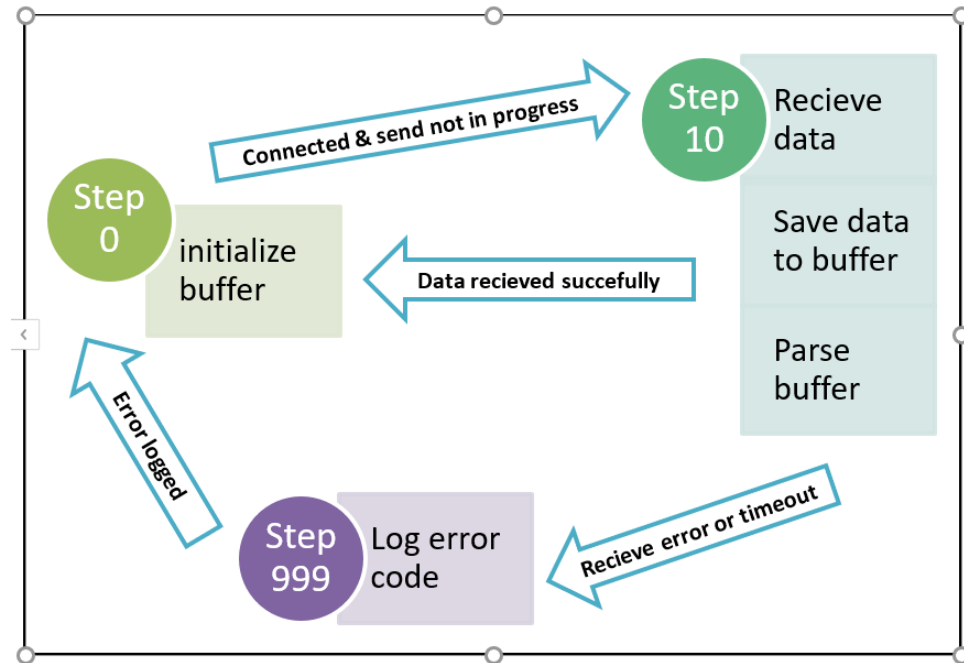 Step
10
Recieve
data
Connected & send not in progress
Step
0
initialize
buffer
Save data
to buffer
Data recieved succefully
Parse
buffer
Error logged
Step
999
Log error
code
Recieve error or timeout